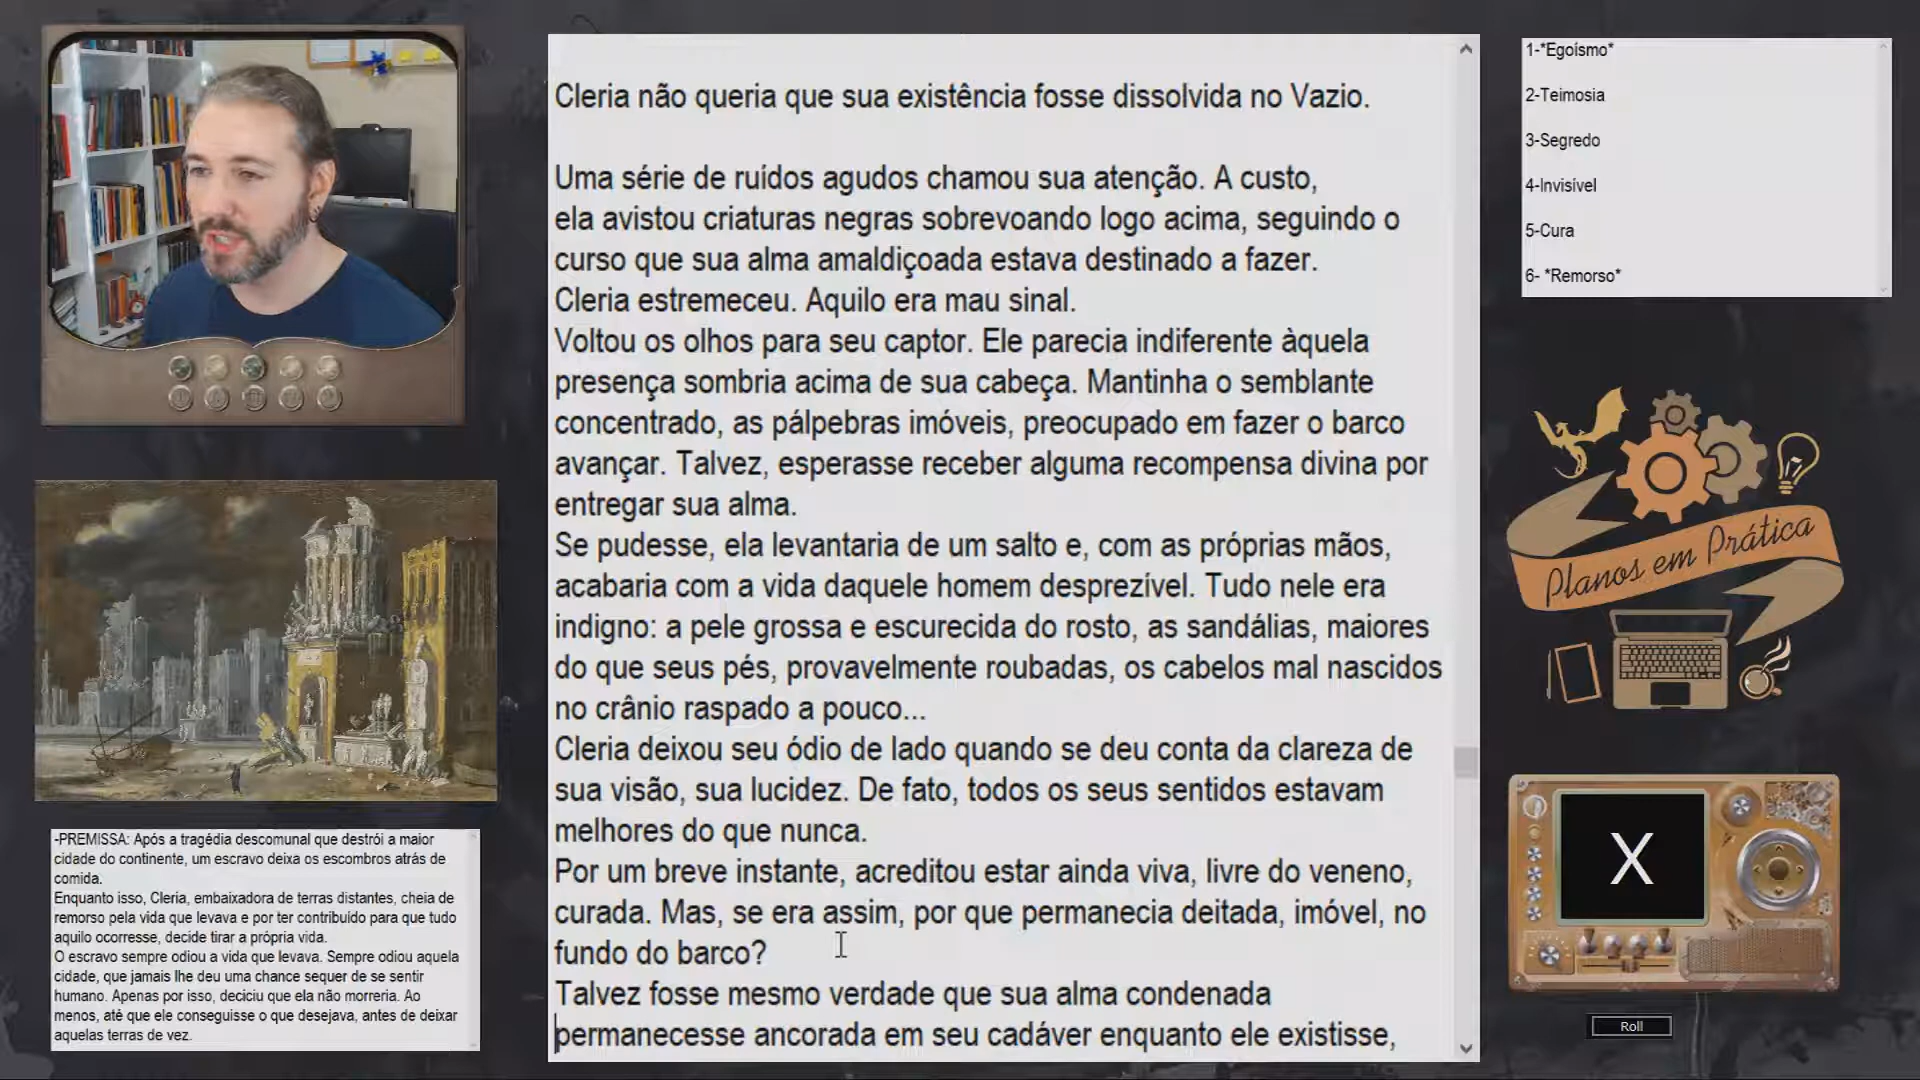 Cleria não queria que sua existência fosse dissolvida no Vazio.
Uma série de ruídos agudos chamou sua atenção. A custo,
ela avistou criaturas negras sobrevoando logo acima, seguindo o
curso que sua alma amaldiçoada estava destinado a fazer.
Cleria estremeceu. Aquilo era mau sinal.
Voltou os olhos para seu captor. Ele parecia indiferente àquela
presença sombria acima de sua cabeça. Mantinha o semblante
concentrado, as pálpebras imóveis, preocupado em fazer o barco
avançar. Talvez, esperasse receber alguma recompensa divina por
entregar sua alma.
Se pudesse, ela levantaria de um salto e, com as próprias mãos,
acabaria com a vida daquele homem desprezível. Tudo nele era
indigno: a pele grossa e escurecida do rosto, as sandálias, maiores
do que seus pés, provavelmente roubadas, os cabelos mal nascidos
no crânio raspado a pouco...
Cleria deixou seu ódio de lado quando se deu conta da clareza de
sua visão, sua lucidez. De fato, todos os seus sentidos estavam
melhores do que nunca.
Por um breve instante, acreditou estar ainda viva, livre do veneno,
curada. Mas, se era assim, por que permanecia deitada, imóvel, no
fundo do barco?
Talvez fosse mesmo verdade que sua alma condenada
permanecesse ancorada em seu cadáver enquanto ele existisse,
1-*Egoísmo*
2-Teimosia
3-Segredo
4-Invisível
5-Cura
6- *Remorso*
Planos em Prática
X
Roll
-PREMISSA: Após a tragédia descomunal que destrói a maior
cidade do continente, um escravo deixa os escombros atrás de
comida.
Enquanto isso, Cleria, embaixadora de terras distantes, cheia de
remorso pela vida que levava e por ter contribuído para que tudo
aquilo ocorresse, decide tirar a própria vida.
O escravo sempre odiou a vida que levava. Sempre odiou aquela
cidade, que jamais lhe deu uma chance sequer de se sentir
humano. Apenas por isso, deciciu que ela não morreria. Ao
menos, até que ele conseguisse o que desejava, antes de deixar
aquelas terras de vez.